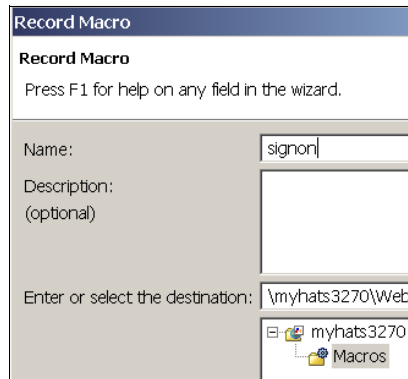 Record Macro
Record Macro
Press F1 for help on any field in the wizard.
Name: signon
Description:
(optional)
Enter or select the destination: \myhats3270\Web
myhats3270
Macros